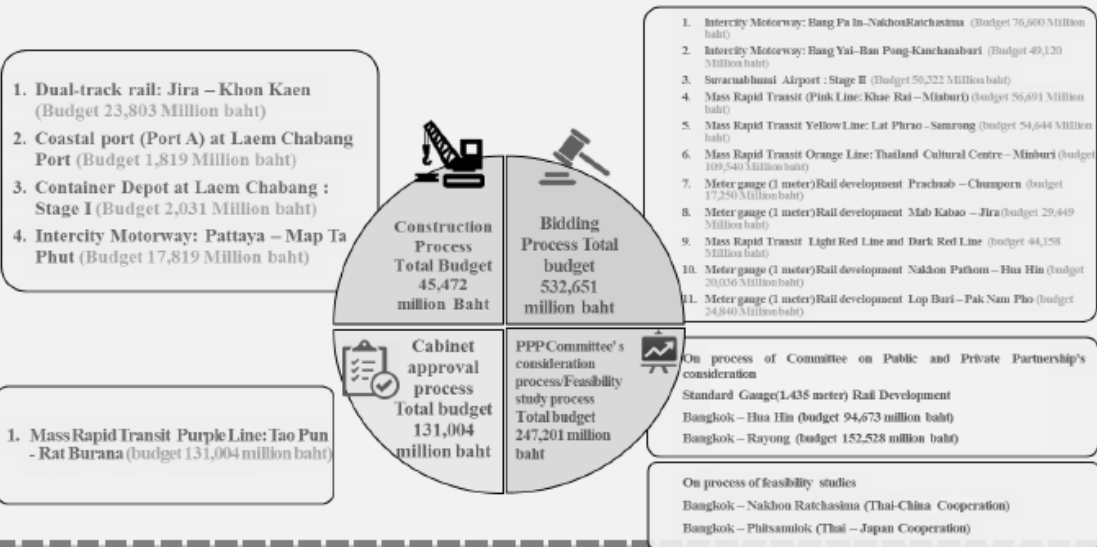 1. Dual-track rail: Jira – Khon Kaen
(Budget 23,803 Million baht)
2. Coastal port (Port A) at Laem Chabang
Port (Budget 1,819 Million baht)
3. Container Depot at Laem Chabang :
Stage I (Budget 2,031 Million baht)
4. Intercity Motorway: Pattaya – Map Ta
Phut (Budget 17,819 Million baht)
1. Intercity Motorway: Bang Pa In–NakhonRatchasima (Budget 76,600 Million
baht)
2. Intercity Motorway: Bang Yai–Ban Pong-Kanchanaburi (Budget 49,120
Million baht)
3. Suvarnabhumi Airport : Stage II (Budget 50,322 Million baht)
4. Mass Rapid Transit (Pink Line: Khae Rai – Minburi) (budget 56,691 Million
baht)
5. Mass Rapid Transit Yellow Line: Lat Phrao - Samrong (budget 54,644 Million
baht)
6. Mass Rapid Transit Orange Line: Thailand Cultural Centre – Minburi (budget
109,540 Million baht)
7. Meter gauge (1 meter)Rail development Prachuab – Chumporn (budget
17,250 Million baht)
8. Meter gauge (1 meter)Rail development Mab Kabao – Jira (budget 29,449
Million baht)
9. Mass Rapid Transit Light Red Line and Dark Red Line (budget 44,158
Million baht)
10. Meter gauge (1 meter)Rail development Nakhon Pathom – Hua Hin (budget
20,036 Million baht)
11. Meter gauge (1 meter)Rail development Lop Buri – Pak Nam Pho (budget
24,840 Million baht)
Construction
Process
Total Budget
45,472
million Baht
Bidding
Process Total
budget
532,651
million baht
Cabinet
approval
process
Total budget
131,004
million baht
PPP Committee's
consideration
process/Feasibility
study process
Total budget
247,201 million
baht
1. Mass Rapid Transit Purple Line: Tao Pun
- Rat Burana (budget 131,004 million baht)
On process of Committee on Public and Private Partnership's
consideration
Standard Gauge(1.435 meter) Rail Development
Bangkok – Hua Hin (budget 94,673 million baht)
Bangkok – Rayong (budget 152,528 million baht)
On process of feasibility studies
Bangkok – Nakhon Ratchasima (Thai-China Cooperation)
Bangkok – Phitsanulok (Thai – Japan Cooperation)